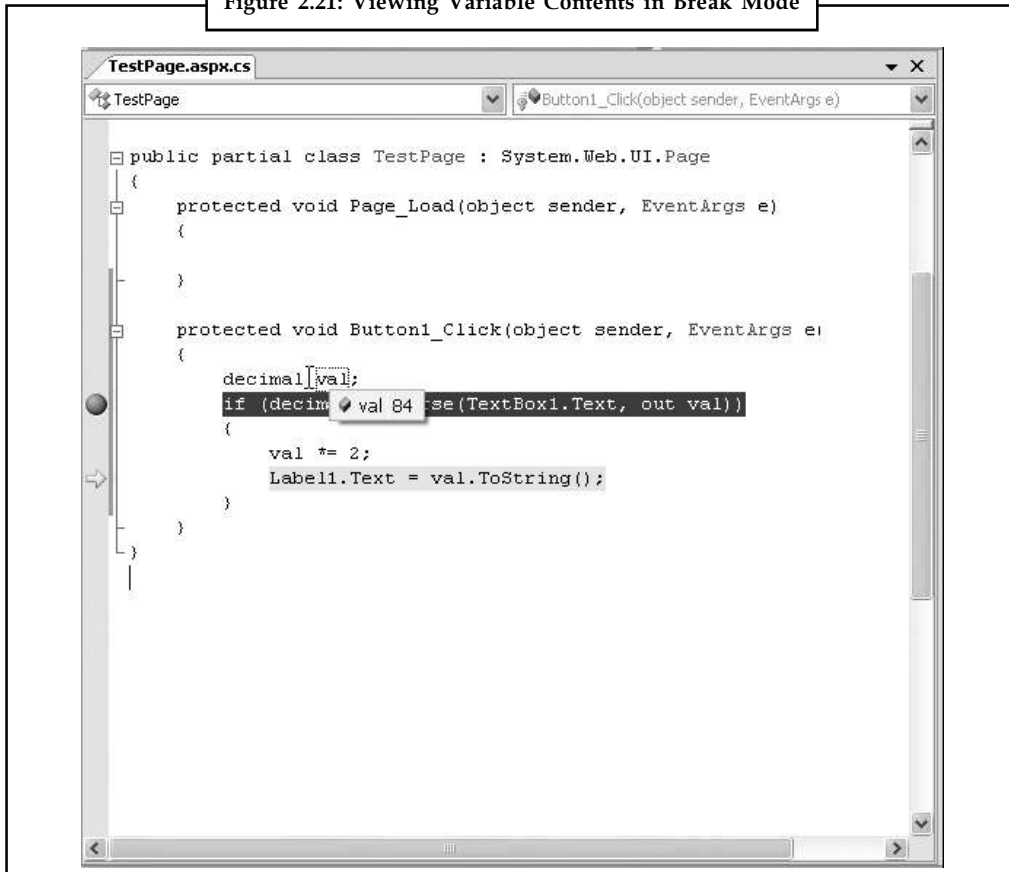 Figure 2.21: Viewing Variable Contents in Break Mode
TestPage.aspx.cs
TestPage
Button1_Click(object sender, EventArgs e)
public partial class TestPage : System.Web.UI.Page
{
protected void Page_Load(object sender, EventArgs e)
{
}
protected void Button1_Click(object sender, EventArgs e
{
decimal val;
if (decim val 84 rse(TextBox1.Text, out val))
{
val *= 2;
Label1.Text = val.ToString();
}
}
}